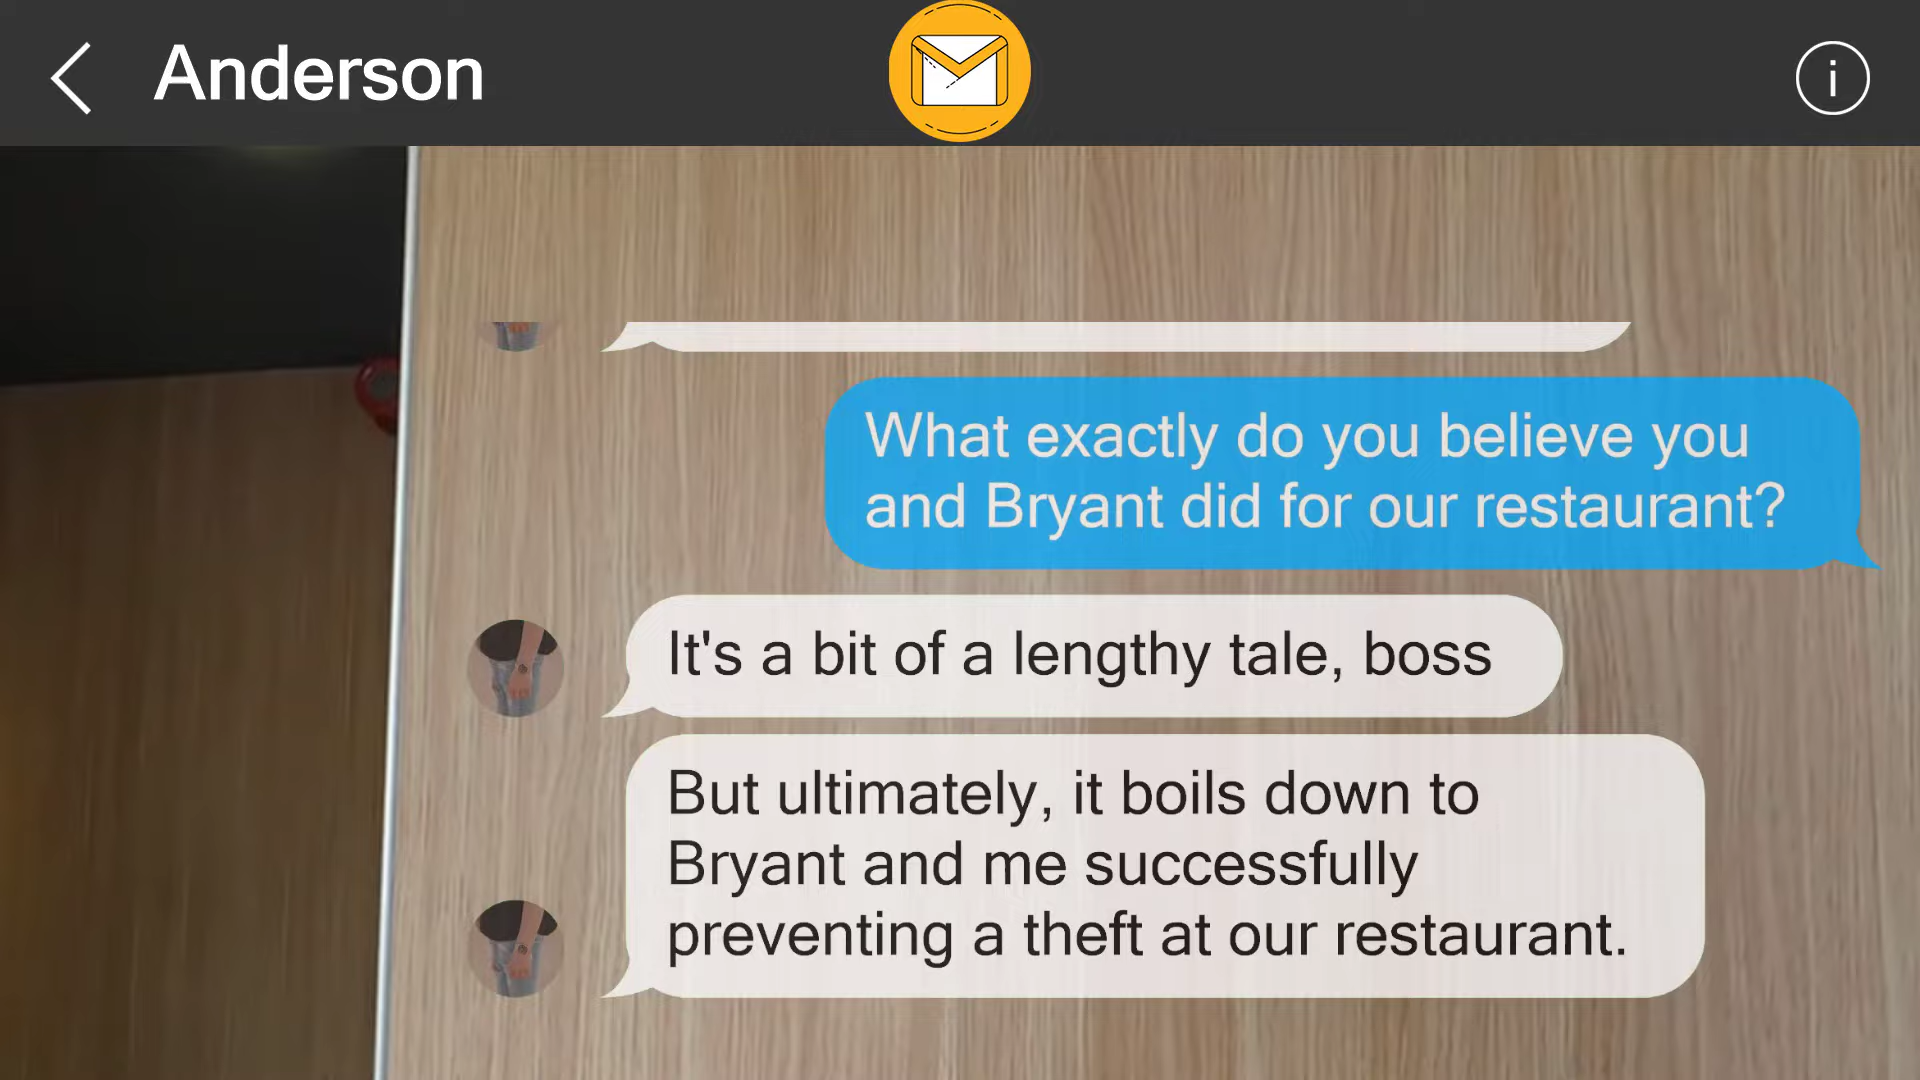 Anderson
What exactly do you believe you
and Bryant did for our restaurant?
It's a bit of a lengthy tale, boss
But ultimately, it boils down to
Bryant and me successfully
preventing a theft at our restaurant.